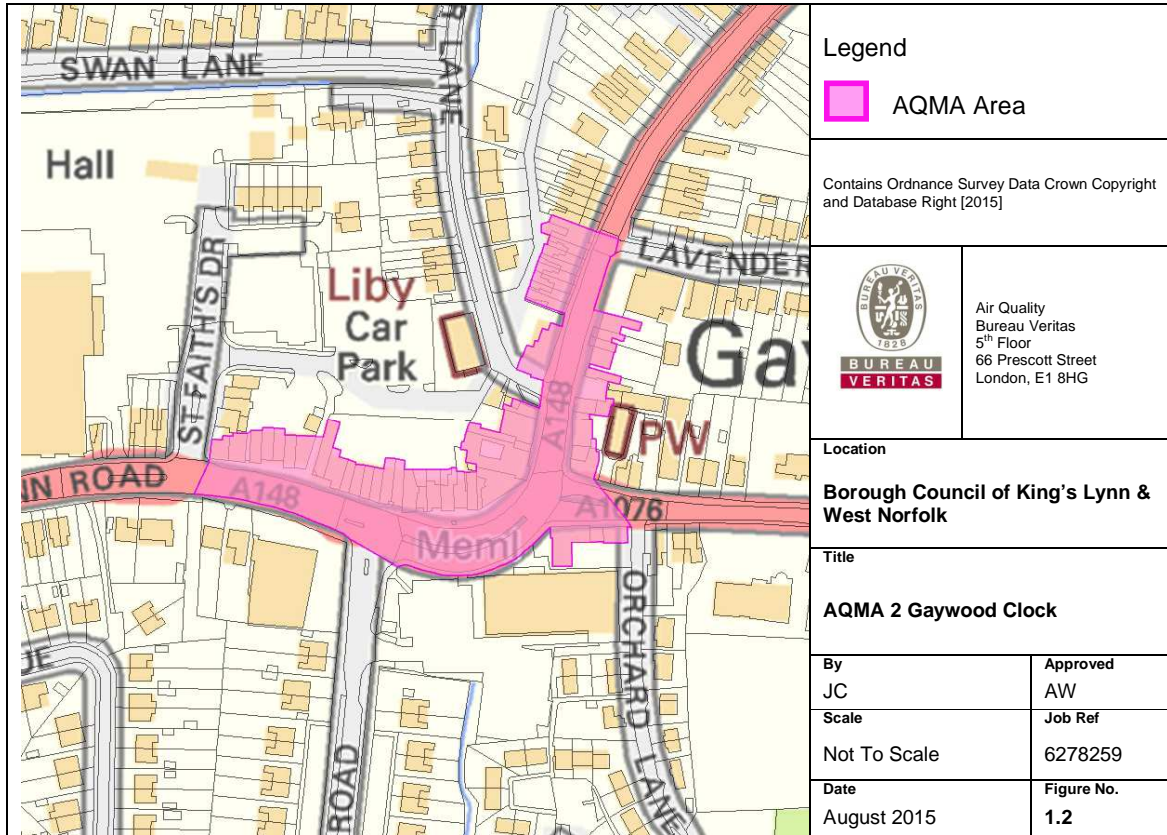 SWAN LANE
R LANE
Hall
ST.FAITH'S DR
Liby
Car
Park
LAVENDER
Ga
A148
PW
NN ROAD
A148
A1076
Meml
ORCHARD LANE
ROAD
UE
Legend
AQMA Area
Contains Ordnance Survey Data Crown Copyright
and Database Right [2015]
BUREAU VERITAS
1828
BUREAU
VERITAS
Air Quality
Bureau Veritas
5th Floor
66 Prescott Street
London, E1 8HG
Location
Borough Council of King's Lynn &
West Norfolk
Title
AQMA 2 Gaywood Clock
By
JC
Approved
AW
Scale
Not To Scale
Job Ref
6278259
Date
August 2015
Figure No.
1.2